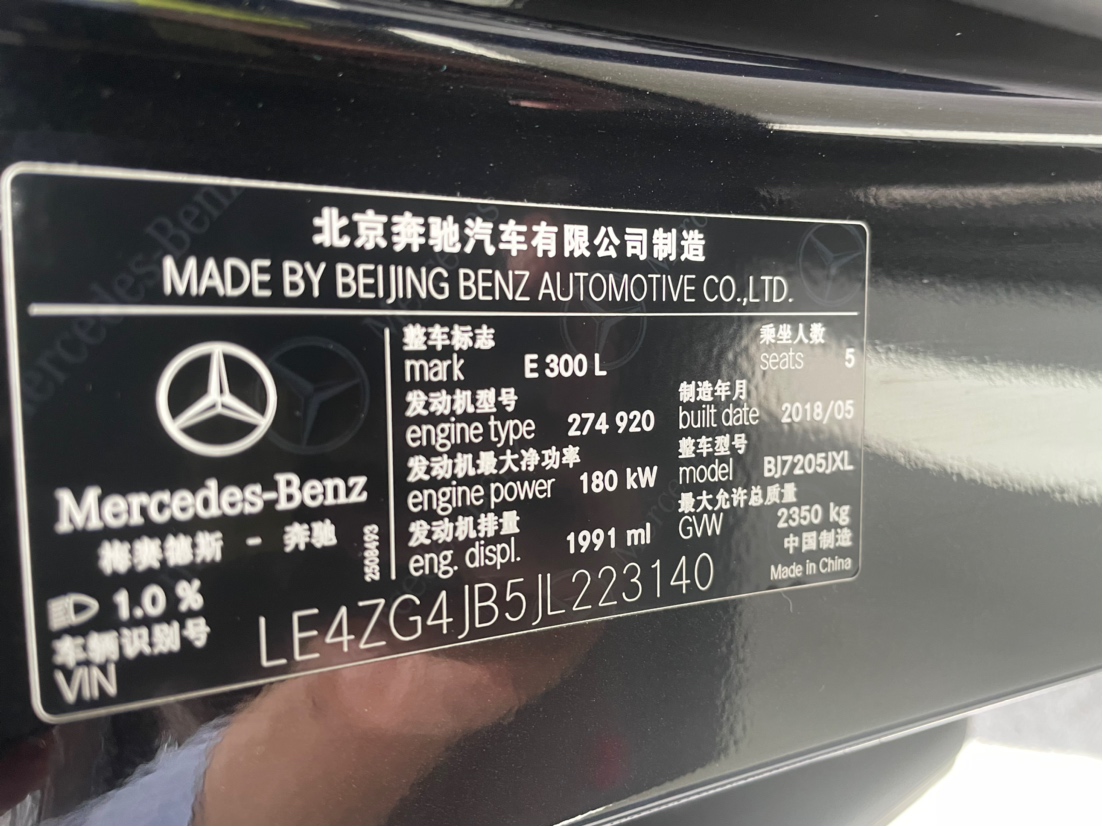 北京奔驰汽车有限公司制造
MADE BY BEIJING BENZ AUTOMOTIVE CO.,LTD.
Mercedes-Benz
梅赛德斯 - 奔驰
1.0 %
2508493
整车标志
mark E 300 L
乘坐人数
seats 5
发动机型号
engine type 274 920
制造年月
built date 2018/05
发动机最大净功率
engine power 180 kW
整车型号
model BJ7205JXL
发动机排量
eng. displ. 1991 ml
最大允许总质量
GVW 2350 kg
中国制造
Made in China
车辆识别号
VIN LE4ZG4JB5JL223140
Mercedes-Benz